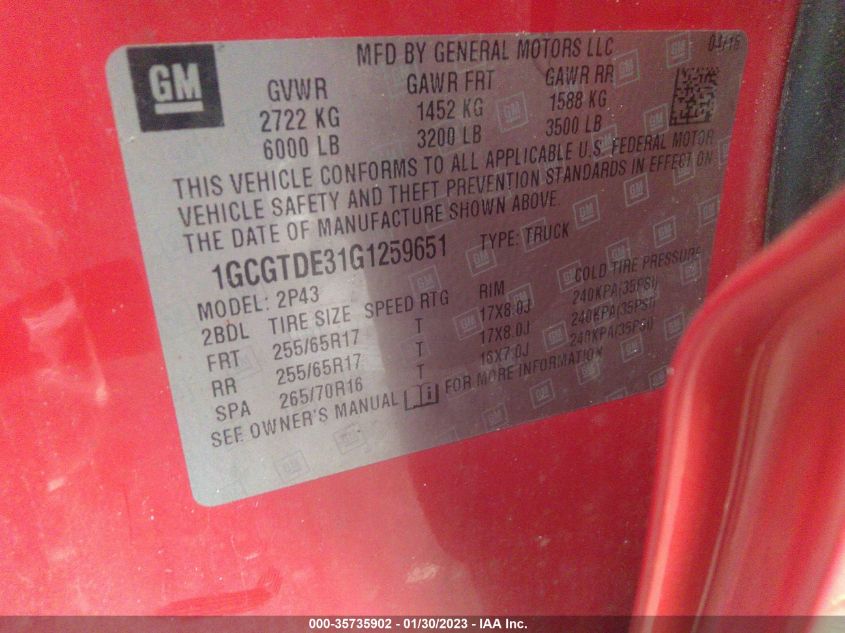 GM
MFD BY GENERAL MOTORS LLC 04/16
GVWR GAWR FRT GAWR RR
2722 KG 1452 KG 1588 KG
6000 LB 3200 LB 3500 LB
THIS VEHICLE CONFORMS TO ALL APPLICABLE U.S. FEDERAL MOTOR
VEHICLE SAFETY AND THEFT PREVENTION STANDARDS IN EFFECT ON
THE DATE OF MANUFACTURE SHOWN ABOVE.
1GCGTDE31G1259651 TYPE: TRUCK
MODEL: 2P43
2BDL TIRE SIZE SPEED RTG RIM COLD TIRE PRESSURE
FRT 255/65R17 T 17X8.0J 240KPA(35PSI)
RR 255/65R17 T 17X8.0J 240KPA(35PSI)
SPA 265/70R16 T 16X7.0J 240KPA(35PSI)
SEE OWNER'S MANUAL FOR MORE INFORMATION
000-35735902 - 01/30/2023 - IAA Inc.